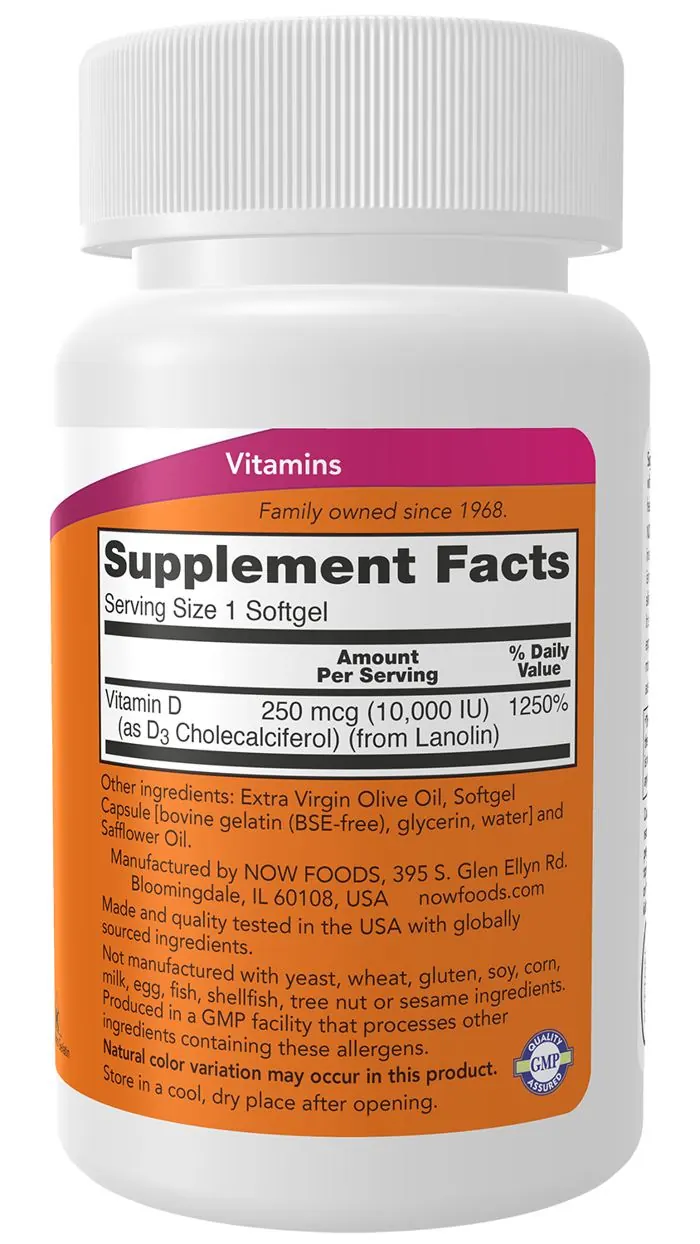 Vitamins
Family owned since 1968.
Supplement Facts
Serving Size 1 Softgel
Amount
Per Serving
% Daily
Value
Vitamin D 250 mcg (10,000 IU) 1250%
(as D3 Cholecalciferol) (from Lanolin)
Other ingredients: Extra Virgin Olive Oil, Softgel
Capsule [bovine gelatin (BSE-free), glycerin, water] and
Safflower Oil.
Manufactured by NOW FOODS, 395 S. Glen Ellyn Rd.
Bloomingdale, IL 60108, USA nowfoods.com
Made and quality tested in the USA with globally
sourced ingredients.
Not manufactured with yeast, wheat, gluten, soy, corn,
milk, egg, fish, shellfish, tree nut or sesame ingredients.
Produced in a GMP facility that processes other
ingredients containing these allergens.
Natural color variation may occur in this product.
Store in a cool, dry place after opening.
QUALITY
GMP
ASSURED